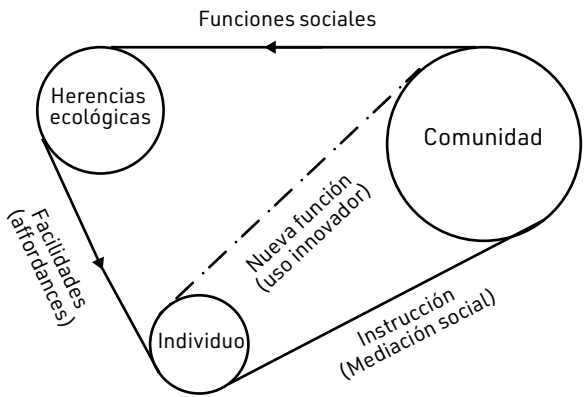 Funciones sociales
Herencias
ecológicas
Comunidad
Facilidades
(affordances)
Nueva función
(uso innovador)
Individuo
Instrucción
(Mediación social)